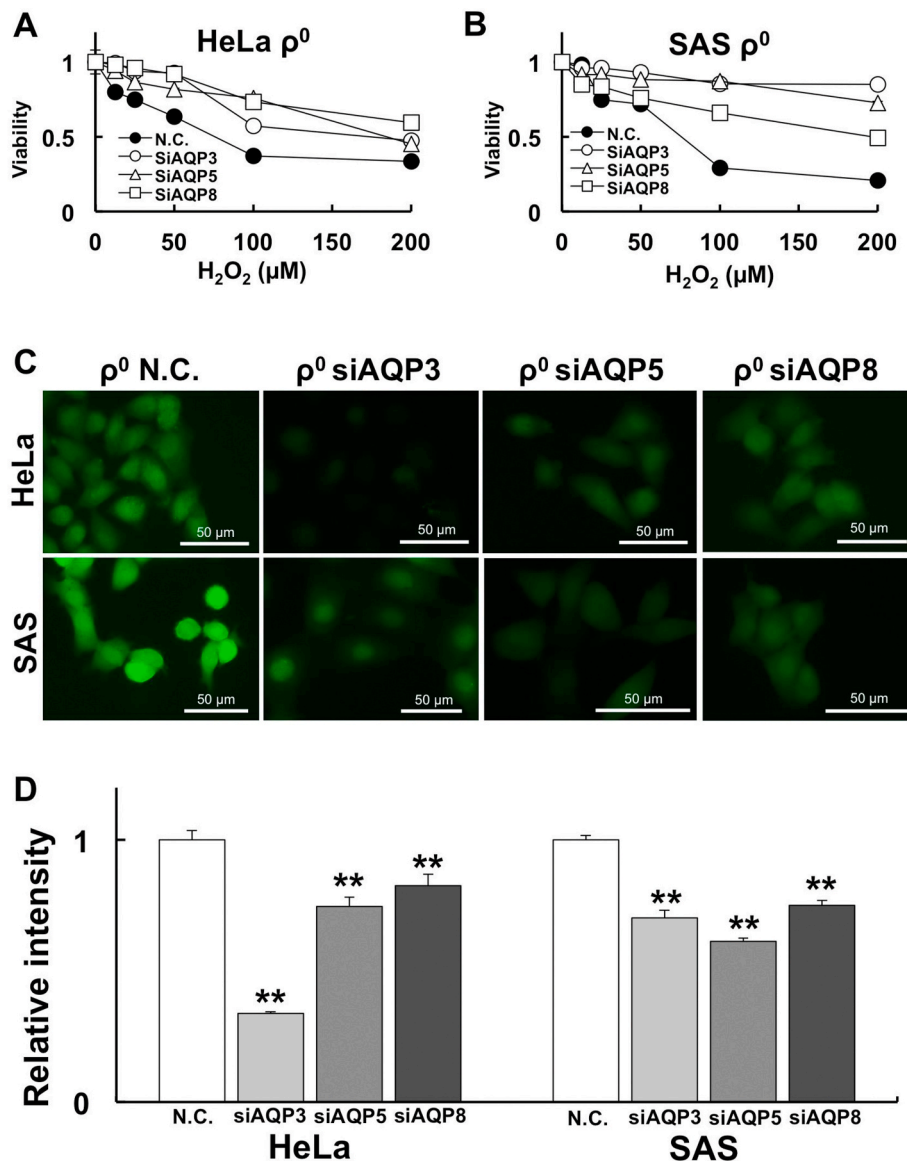 A
HeLa ρ⁰
Viability
1
0.5
0
N.C.
SiAQP3
SiAQP5
SiAQP8
0 50 100 150 200
H₂O₂ (µM)
B
SAS ρ⁰
Viability
1
0.5
0
N.C.
SiAQP3
SiAQP5
SiAQP8
0 50 100 150 200
H₂O₂ (µM)
C
ρ⁰ N.C. ρ⁰ siAQP3 ρ⁰ siAQP5 ρ⁰ siAQP8
HeLa
50 µm 50 µm 50 µm 50 µm
SAS
50 µm 50 µm 50 µm 50 µm
D
Relative intensity
1
0
** ** ** ** ** **
N.C. siAQP3 siAQP5 siAQP8 N.C. siAQP3 siAQP5 siAQP8
HeLa SAS